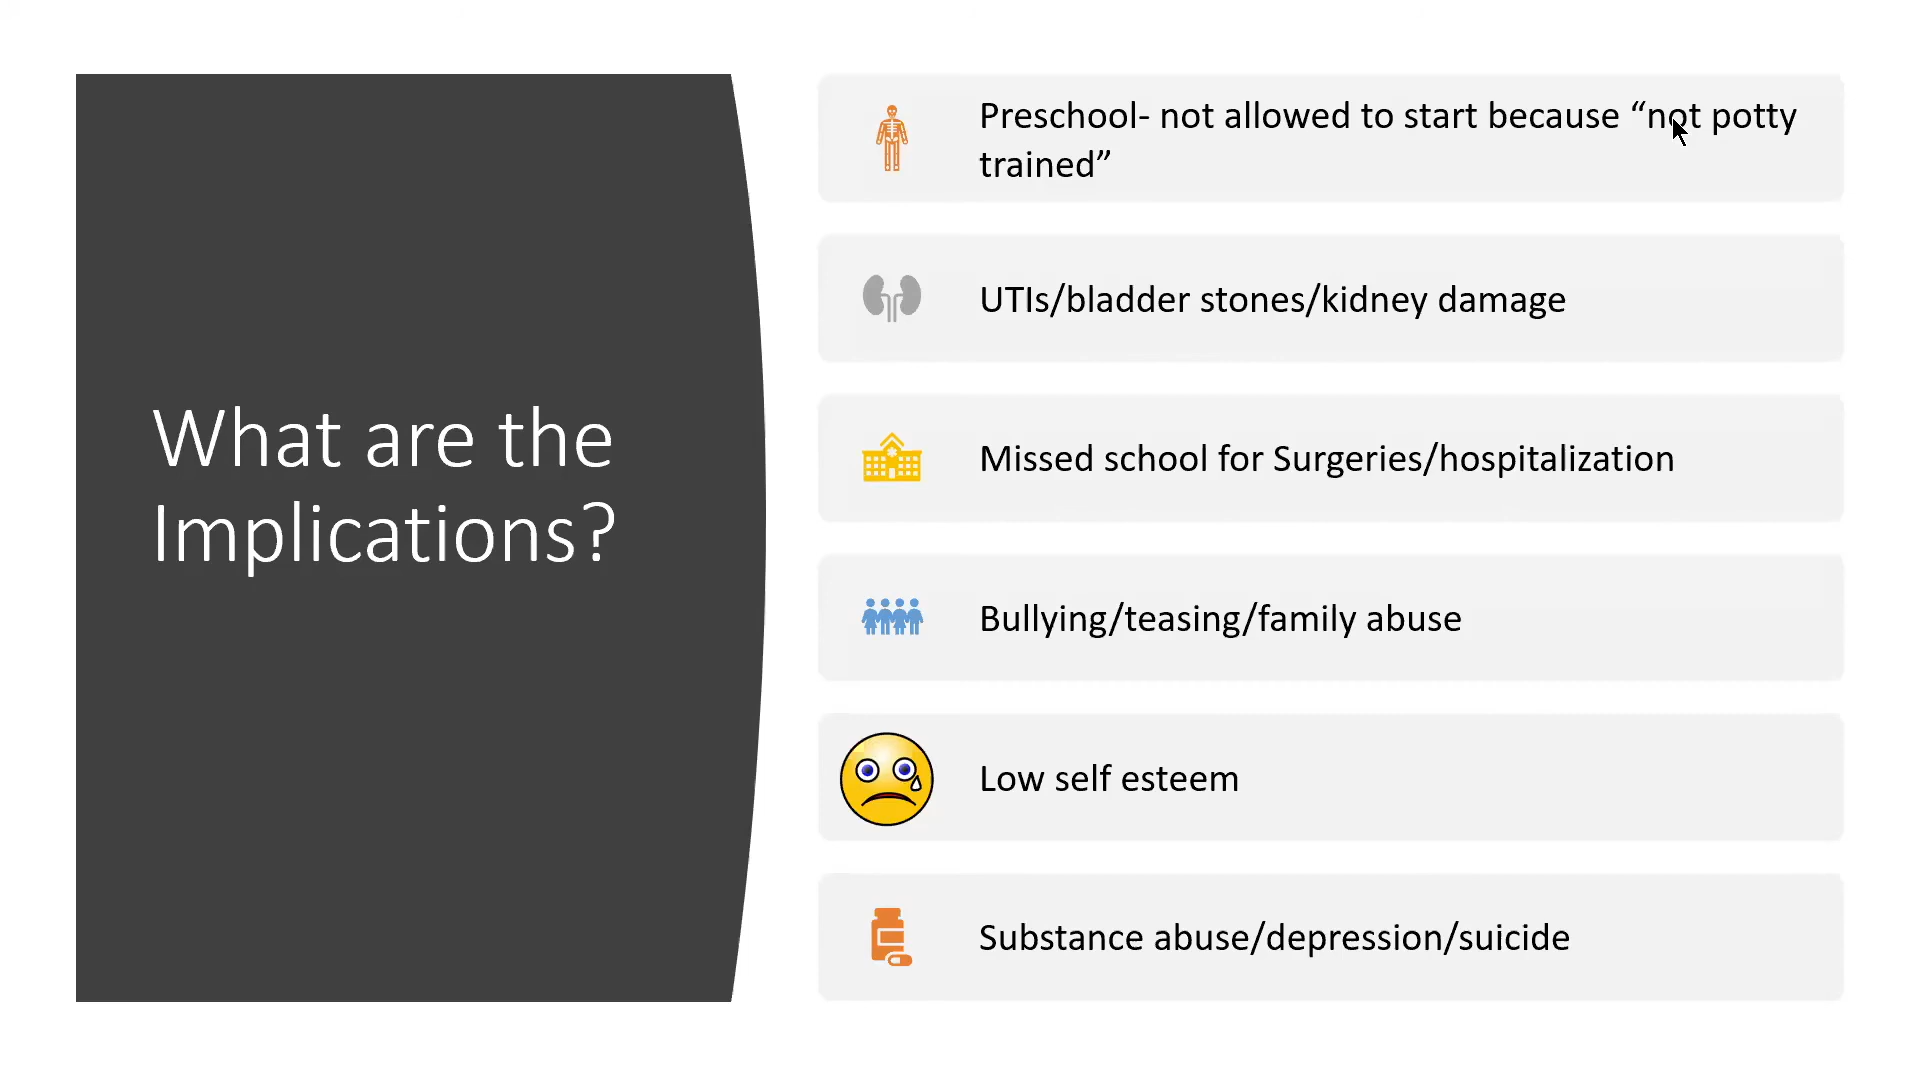 What are the
Implications?
Preschool- not allowed to start because “not potty
trained”
UTIs/bladder stones/kidney damage
Missed school for Surgeries/hospitalization
Bullying/teasing/family abuse
Low self esteem
Substance abuse/depression/suicide